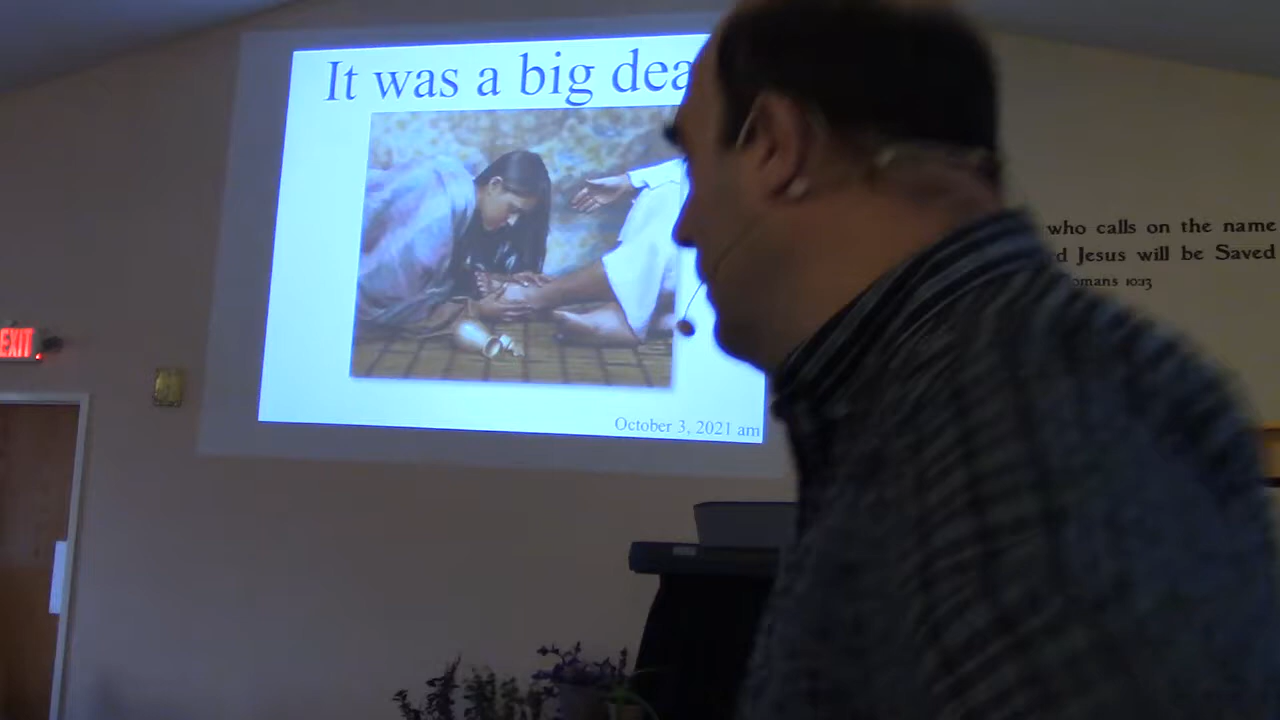 It was a big dea
October 3, 2021 am
EXIT
who calls on the name
d Jesus will be Saved
omans 10:13